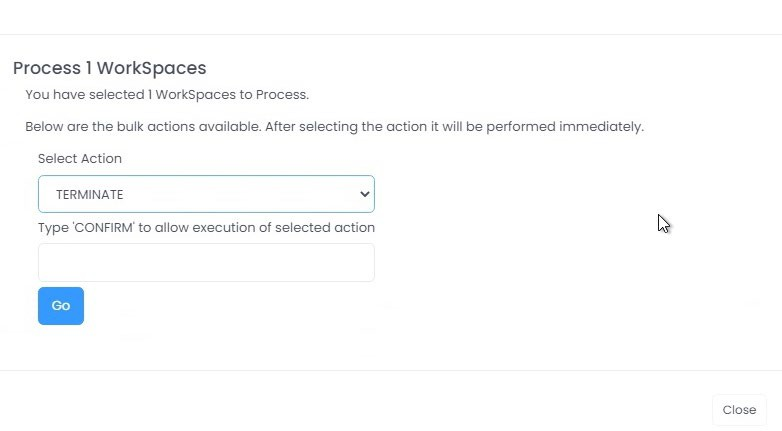 Process 1 WorkSpaces
You have selected 1 WorkSpaces to Process.
Below are the bulk actions available. After selecting the action it will be performed immediately.
Select Action
TERMINATE
Type 'CONFIRM' to allow execution of selected action
Go
Close